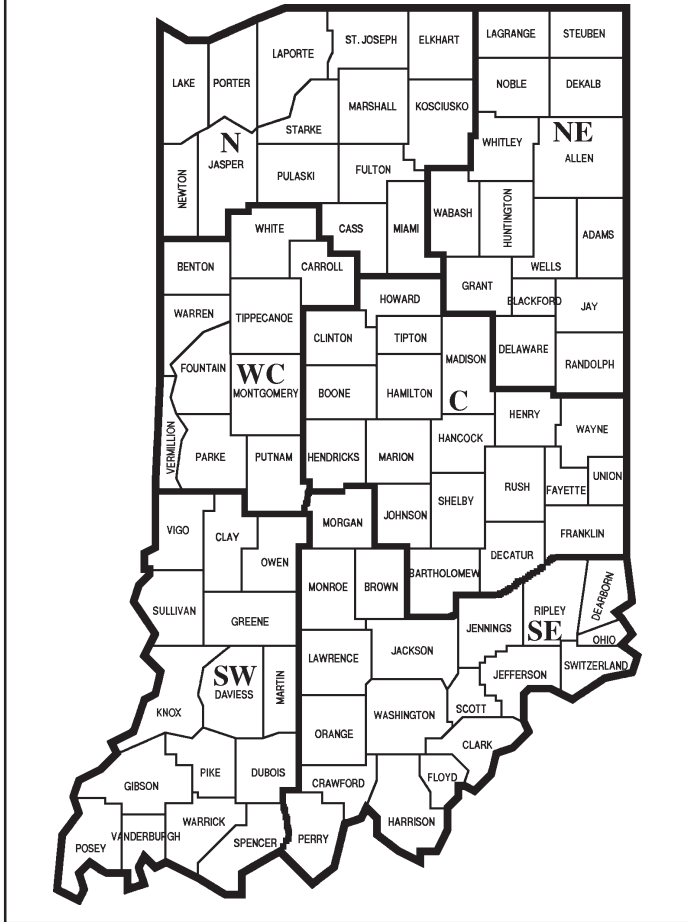 LAGRANGE
STEUBEN
ST. JOSEPH
ELKHART
LAPORTE
LAKE
PORTER
NOBLE
DEKALB
MARSHALL
KOSCIUSKO
STARKE
N
JASPER
NE
ALLEN
WHITLEY
NEWTON
PULASKI
FULTON
WABASH
HUNTINGTON
WHITE
CASS
MIAMI
ADAMS
BENTON
CARROLL
WELLS
GRANT
HOWARD
BLACKFORD
JAY
WARREN
TIPPECANOE
CLINTON
TIPTON
MADISON
DELAWARE
RANDOLPH
FOUNTAIN
WC
MONTGOMERY
BOONE
HAMILTON
C
HENRY
WAYNE
VERMILLION
PARKE
PUTNAM
HENDRICKS
MARION
HANCOCK
RUSH
FAYETTE
UNION
SHELBY
MORGAN
JOHNSON
FRANKLIN
VIGO
CLAY
OWEN
DECATUR
MONROE
BROWN
BARTHOLOMEW
DEARBORN
SULLIVAN
GREENE
JENNINGS
RIPLEY
SE
OHIO
LAWRENCE
JACKSON
SWITZERLAND
JEFFERSON
SW
DAVIESS
MARTIN
KNOX
WASHINGTON
SCOTT
ORANGE
CLARK
GIBSON
PIKE
DUBOIS
CRAWFORD
FLOYD
HARRISON
POSEY
VANDERBURGH
WARRICK
SPENCER
PERRY